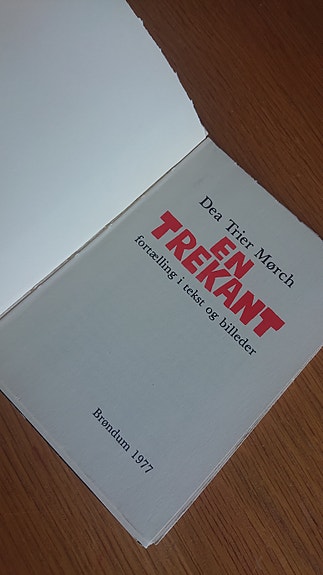 Dea Trier Mørch
EN
TREKANT
fortælling i tekst og billeder
Brøndum 1977